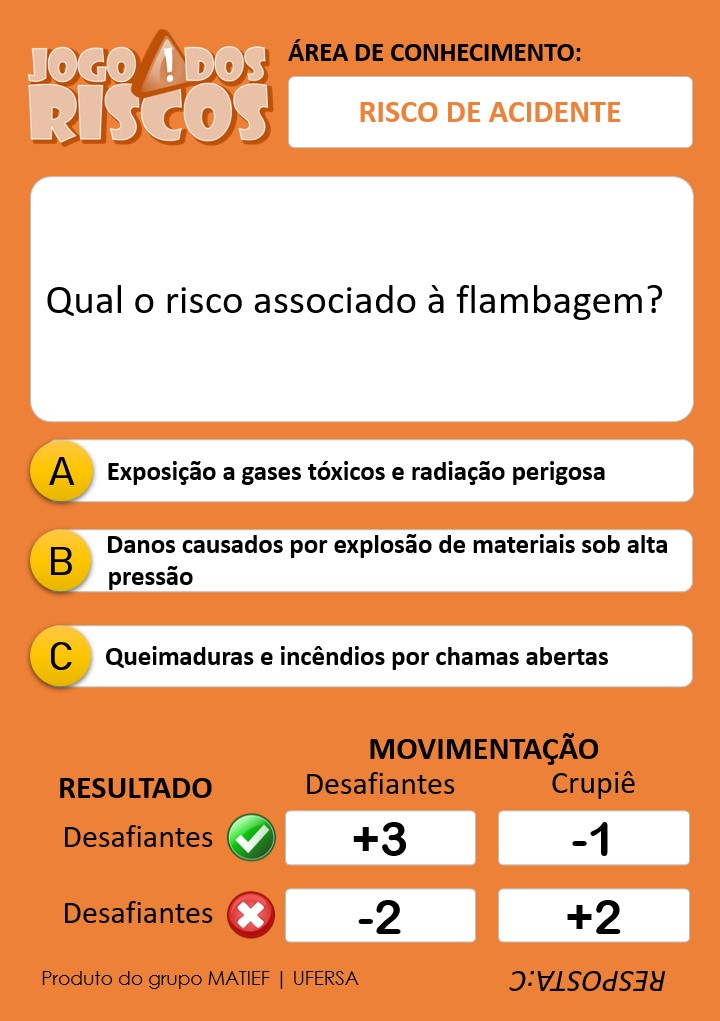 JOGO ! DOS
RISCOS
ÁREA DE CONHECIMENTO:
RISCO DE ACIDENTE
Qual o risco associado à flambagem?
A Exposição a gases tóxicos e radiação perigosa
B Danos causados por explosão de materiais sob alta
pressão
C Queimaduras e incêndios por chamas abertas
MOVIMENTAÇÃO
RESULTADO Desafiantes Crupiê
Desafiantes +3 -1
Desafiantes -2 +2
Produto do grupo MATIEF | UFERSA
RESPOSTA:C